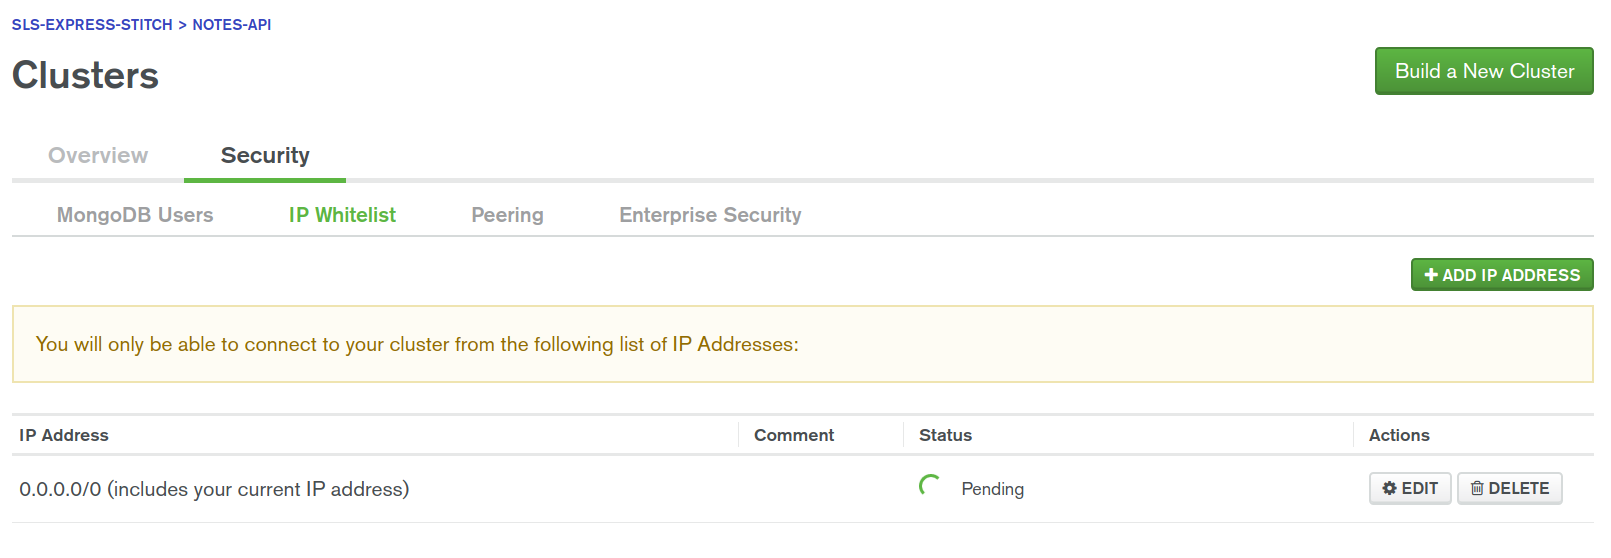 SLS-EXPRESS-STITCH > NOTES-API
Clusters
Build a New Cluster
Overview Security
MongoDB Users IP Whitelist Peering Enterprise Security
ADD IP ADDRESS
You will only be able to connect to your cluster from the following list of IP Addresses:
IP Address Comment Status Actions
0.0.0.0/0 (includes your current IP address) Pending EDIT DELETE